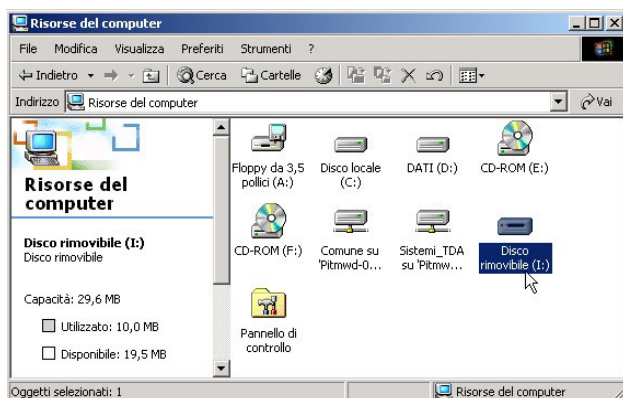 Risorse del computer
File Modifica Visualizza Preferiti Strumenti ?
Indietro Cerca Cartelle
Indirizzo Risorse del computer Vai
Risorse del
computer
Disco rimovibile (I:)
Disco rimovibile
Capacità: 29,6 MB
Utilizzato: 10,0 MB
Disponibile: 19,5 MB
Floppy da 3,5
pollici (A:)
Disco locale
(C:)
DATI (D:)
CD-ROM (E:)
CD-ROM (F:)
Comune su
'Pitmwd-0...
Sistemi_TDA
su 'Pitmw...
Disco
rimovibile (I:)
Pannello di
controllo
Oggetti selezionati: 1
Risorse del computer